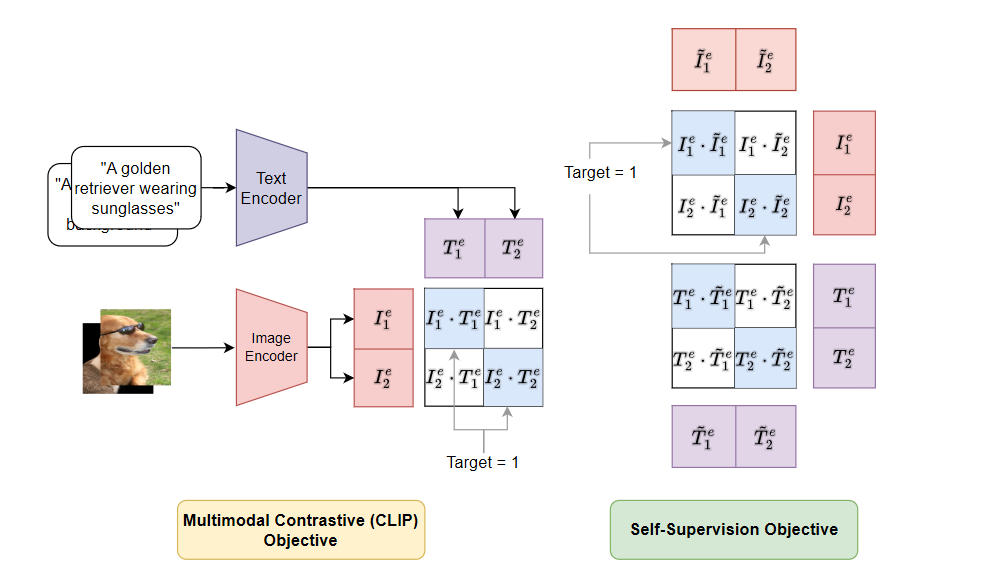 "A golden
retriever wearing
sunglasses"
"A
Text
Encoder
T₁ᵉ T₂ᵉ
Image
Encoder
I₁ᵉ
I₂ᵉ
I₁ᵉ · T₁ᵉ I₁ᵉ · T₂ᵉ
I₂ᵉ · T₁ᵉ I₂ᵉ · T₂ᵉ
Target = 1
Multimodal Contrastive (CLIP)
Objective
Ĩ₁ᵉ Ĩ₂ᵉ
Target = 1
I₁ᵉ · Ĩ₁ᵉ I₁ᵉ · Ĩ₂ᵉ
I₂ᵉ · Ĩ₁ᵉ I₂ᵉ · Ĩ₂ᵉ
I₁ᵉ
I₂ᵉ
T₁ᵉ · T̃₁ᵉ T₁ᵉ · T̃₂ᵉ
T₂ᵉ · T̃₁ᵉ T₂ᵉ · T̃₂ᵉ
T₁ᵉ
T₂ᵉ
T̃₁ᵉ T̃₂ᵉ
Self-Supervision Objective